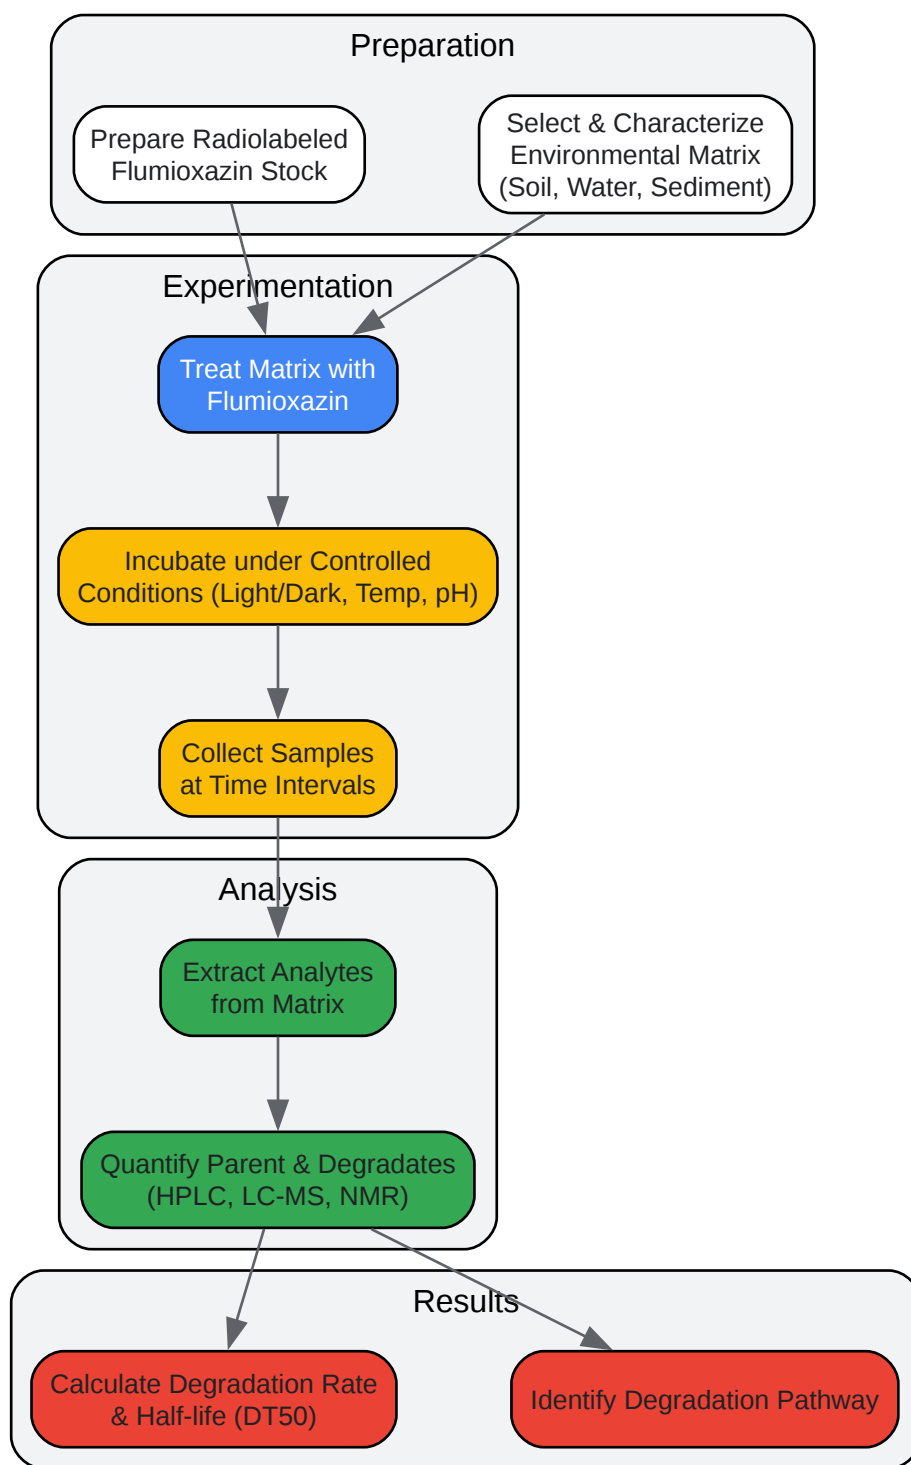 Preparation
Prepare Radiolabeled
Flumioxazin Stock
Select & Characterize
Environmental Matrix
(Soil, Water, Sediment)
Experimentation
Treat Matrix with
Flumioxazin
Incubate under Controlled
Conditions (Light/Dark, Temp, pH)
Collect Samples
at Time Intervals
Analysis
Extract Analytes
from Matrix
Quantify Parent & Degradates
(HPLC, LC-MS, NMR)
Results
Calculate Degradation Rate
& Half-life (DT50)
Identify Degradation Pathway